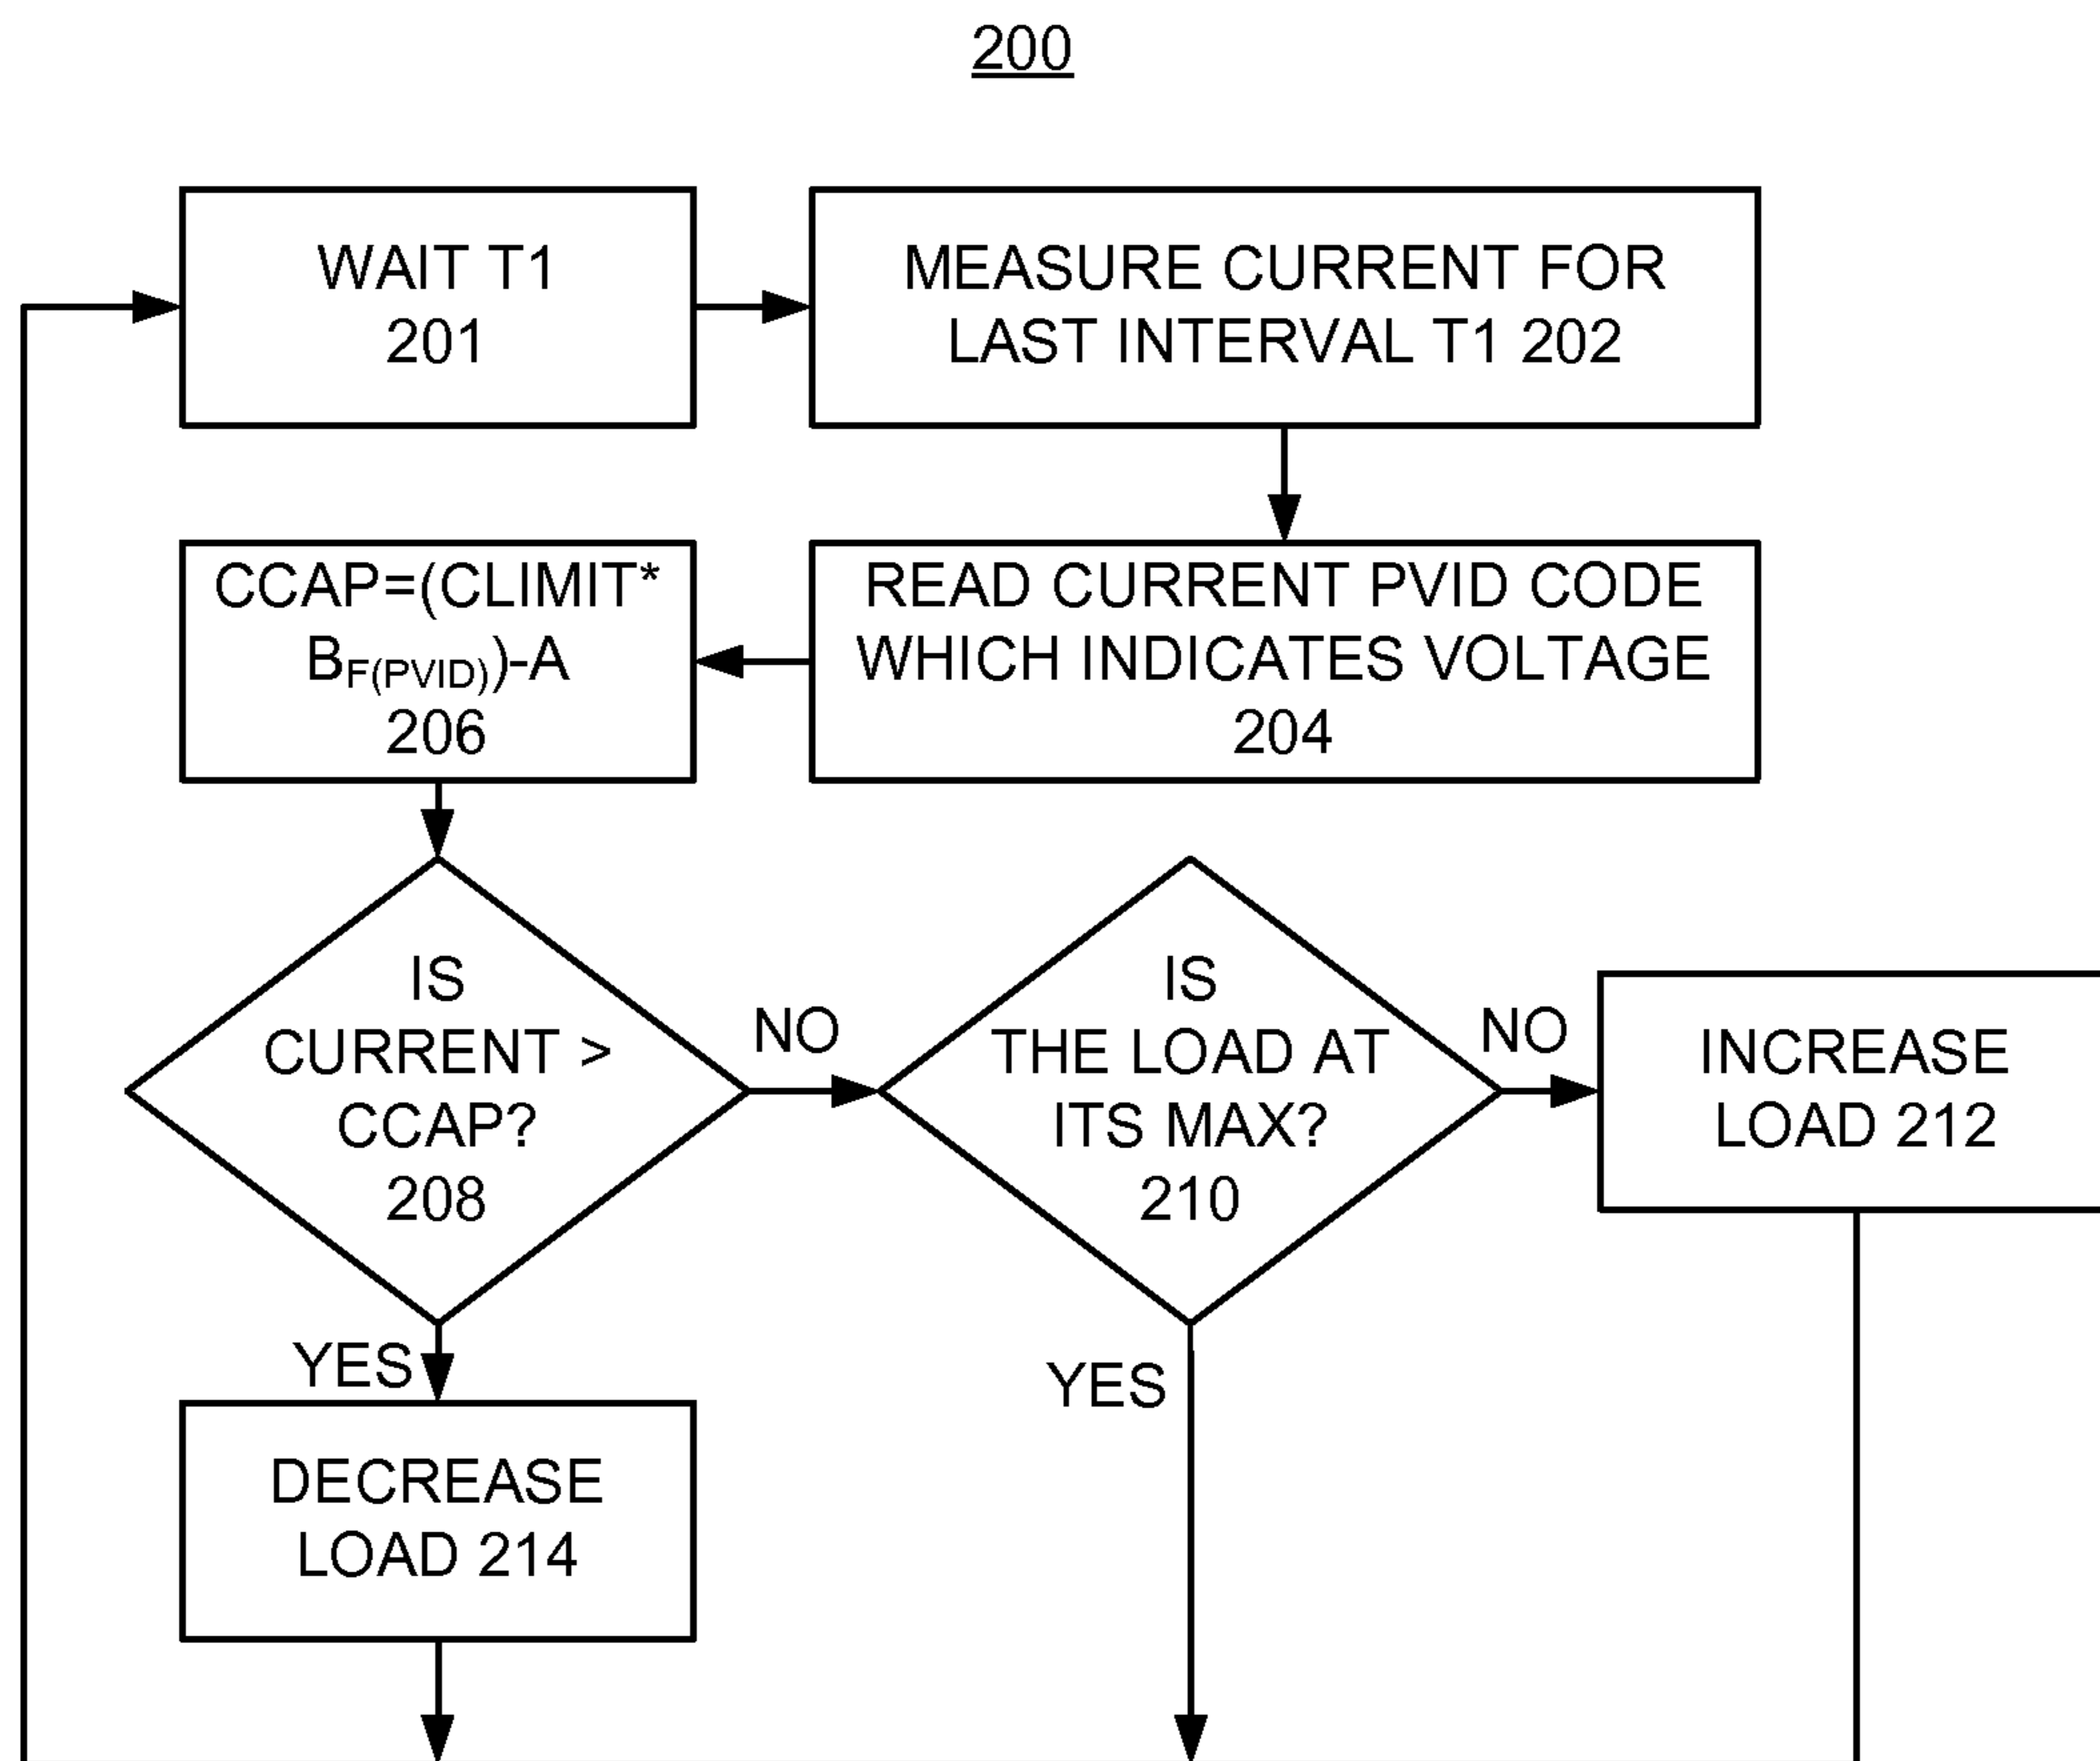 200
WAIT T1
201
MEASURE CURRENT FOR
LAST INTERVAL T1 202
CCAP=(CLIMIT*
BF(PVID))-A
206
READ CURRENT PVID CODE
WHICH INDICATES VOLTAGE
204
IS
CURRENT >
CCAP?
208
NO
IS
THE LOAD AT
ITS MAX?
210
NO
INCREASE
LOAD 212
YES
YES
DECREASE
LOAD 214